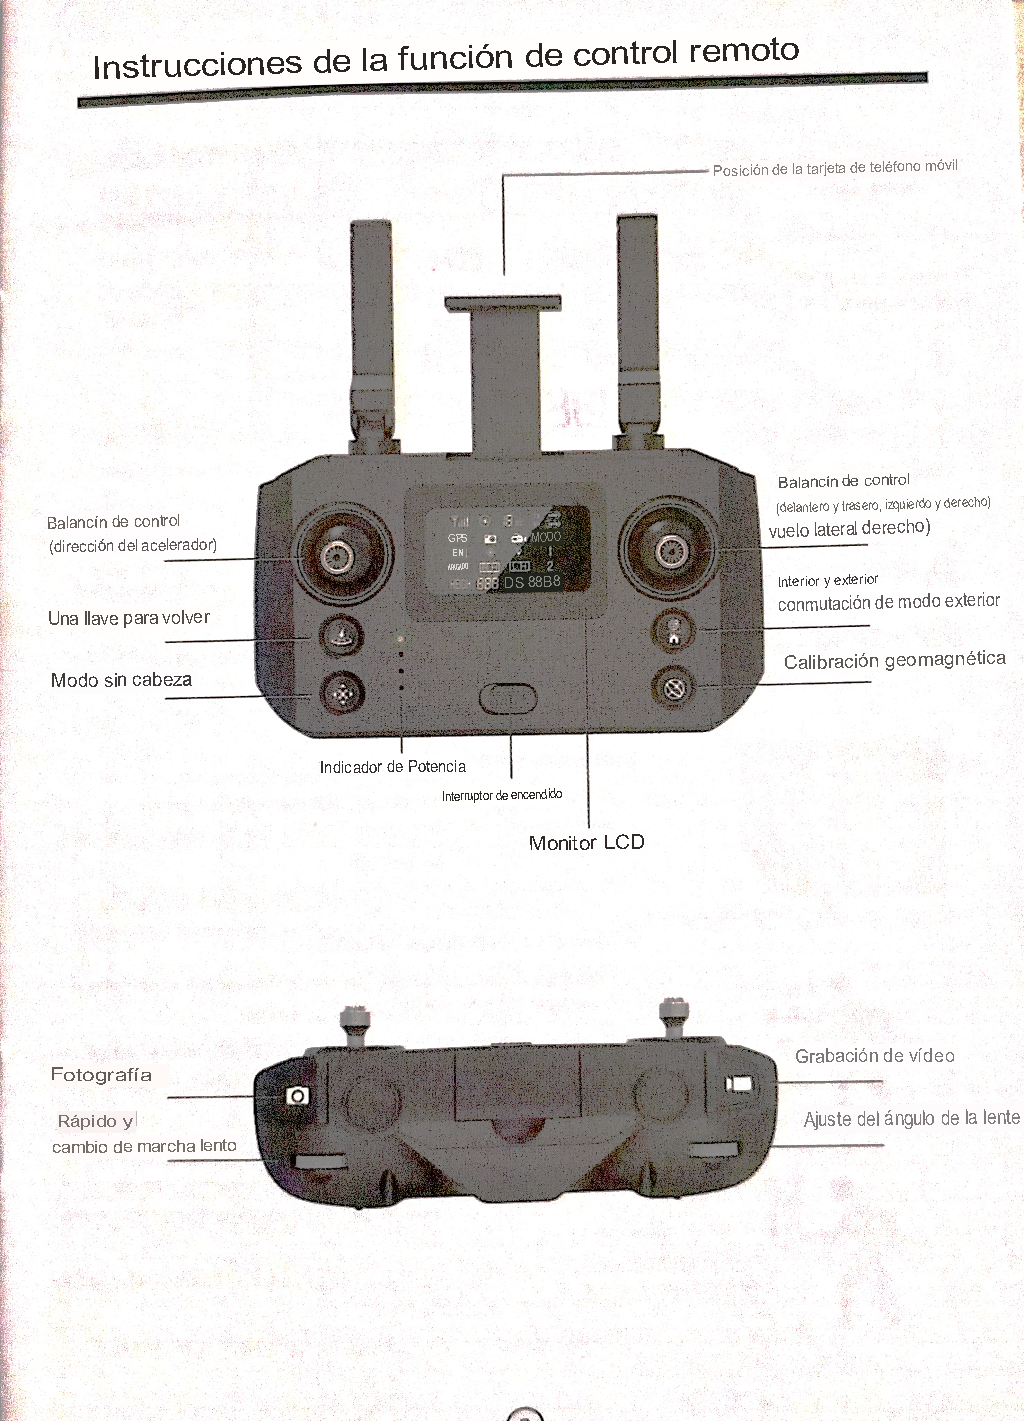 Instrucciones de la función de control remoto
Posición de la tarjeta de teléfono móvil
Balancín de control
(delantero y trasero, izquierdo y derecho)
vuelo lateral derecho)
Balancín de control
(dirección del acelerador)
GPS
MODO
EN
1
APAGADO
2
888 DS 88B8
Interior y exterior
conmutación de modo exterior
Una llave para volver
Calibración geomagnética
Modo sin cabeza
Indicador de Potencia
Interruptor de encendido
Monitor LCD
Grabación de vídeo
Fotografía
Ajuste del ángulo de la lente
Rápido y
cambio de marcha lento